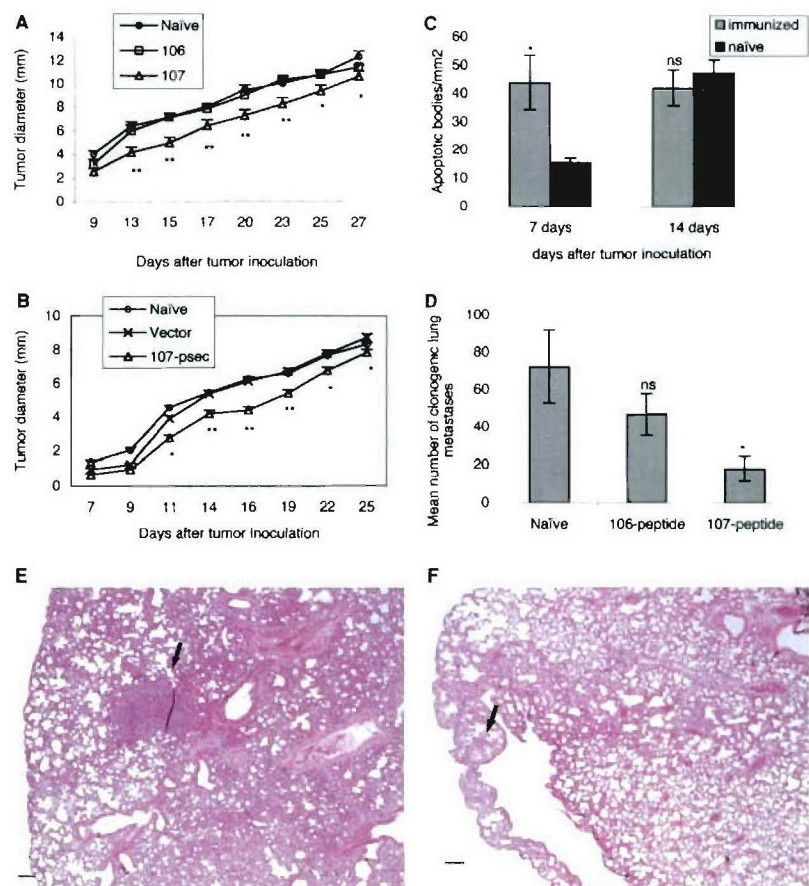 A
Naïve
106
107
Tumor diameter (mm)
14
12
10
8
6
4
2
0
** ** ** ** ** * *
9 13 15 17 20 23 25 27
Days after tumor inoculation
B
Naïve
Vector
107-psec
Tumor diameter (mm)
10
8
6
4
2
0
* ** ** ** * *
7 9 11 14 16 19 22 25
Days after tumor inoculation
C
immunized
naïve
Apoptotic bodies/mm2
60
50
40
30
20
10
0
* ns
7 days 14 days
days after tumor inoculation
D
Mean number of clonogenic lung
metastases
100
80
60
40
20
0
ns *
Naïve 106-peptide 107-peptide
E
F